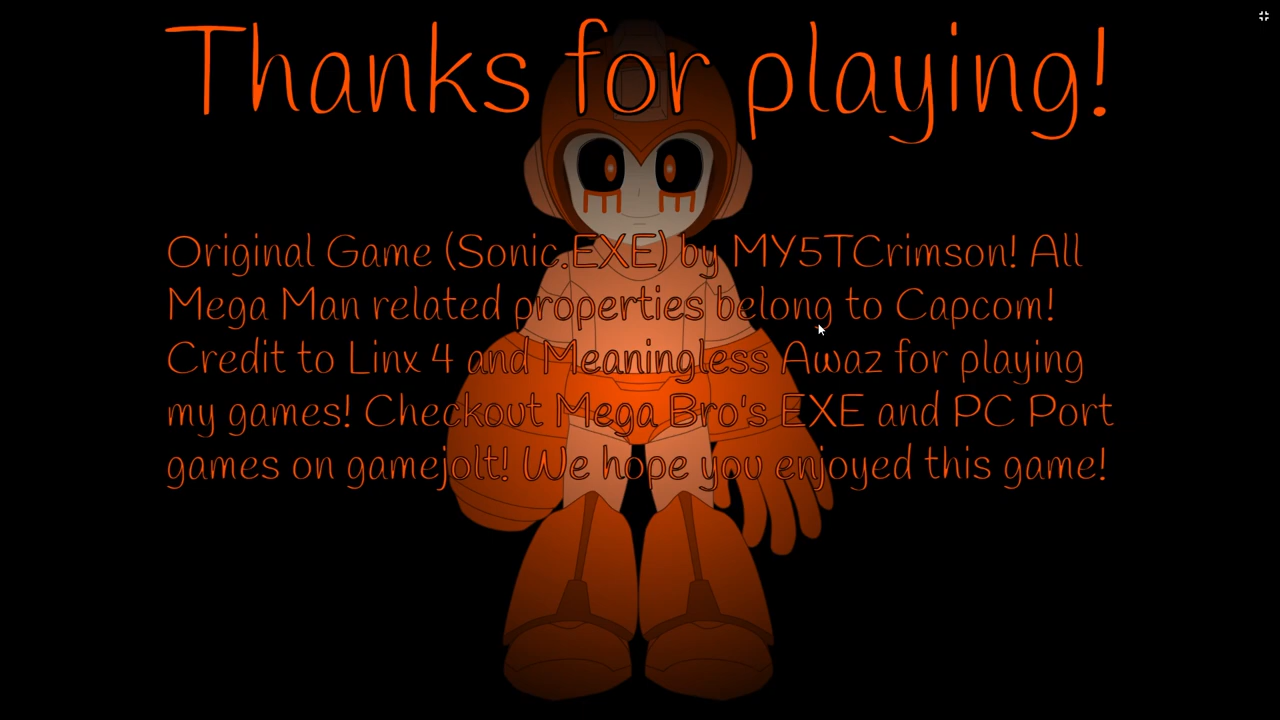 Thanks for playing!
Original Game (Sonic.EXE) by MY5TCrimson! All
Mega Man related properties belong to Capcom!
Credit to Linx 4 and Meaningless Awaz for playing
my games! Checkout Mega Bro's EXE and PC Port
games on gamejolt! We hope you enjoyed this game!